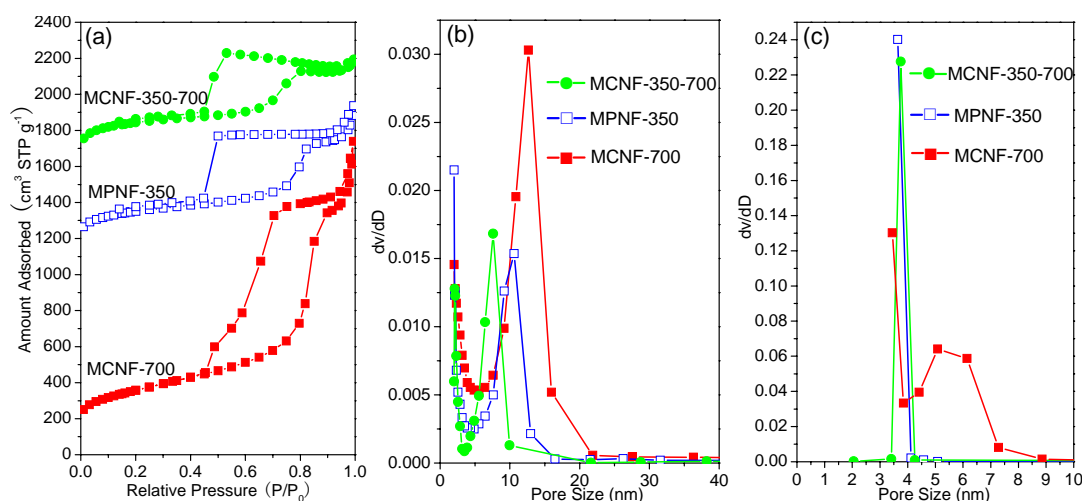 (a)
2400
2200
2000
1800
1600
1400
1200
1000
800
600
400
200
0
Amount Adsorbed (cm³ STP g⁻¹)
MCNF-350-700
MPNF-350
MCNF-700
0.0 0.2 0.4 0.6 0.8 1.0
Relative Pressure (P/P₀)
(b)
0.030
0.025
0.020
0.015
0.010
0.005
0.000
dv/dD
MCNF-350-700
MPNF-350
MCNF-700
0 10 20 30 40
Pore Size (nm)
(c)
0.24
0.22
0.20
0.18
0.16
0.14
0.12
0.10
0.08
0.06
0.04
0.02
0.00
dv/dD
MCNF-350-700
MPNF-350
MCNF-700
0 1 2 3 4 5 6 7 8 9 10
Pore Size (nm)